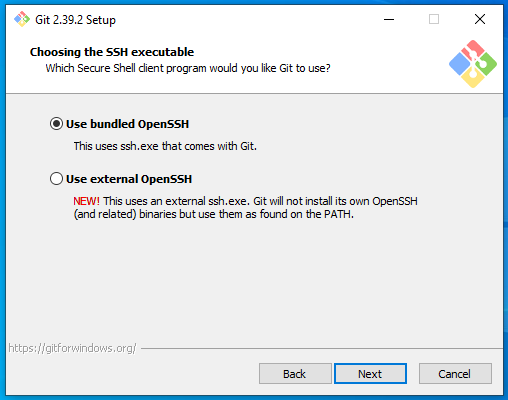 Git 2.39.2 Setup
Choosing the SSH executable
Which Secure Shell client program would you like Git to use?
Use bundled OpenSSH
This uses ssh.exe that comes with Git.
Use external OpenSSH
NEW! This uses an external ssh.exe. Git will not install its own OpenSSH
(and related) binaries but use them as found on the PATH.
https://gitforwindows.org/
Back
Next
Cancel